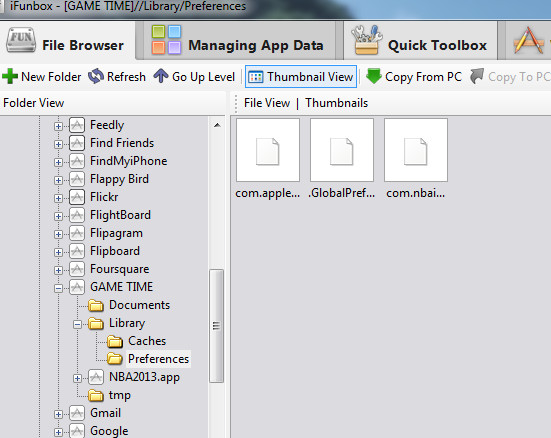 iFunbox - [GAME TIME]//Library/Preferences
FUN File Browser Managing App Data Quick Toolbox
New Folder Refresh Go Up Level Thumbnail View Copy From PC Copy To PC
Folder View
File View | Thumbnails
Feedly
Find Friends
FindMyiPhone
Flappy Bird
Flickr
FlightBoard
Flipagram
Flipboard
Foursquare
GAME TIME
Documents
Library
Caches
Preferences
NBA2013.app
tmp
Gmail
Google
com.apple... .GlobalPref... com.nbai...